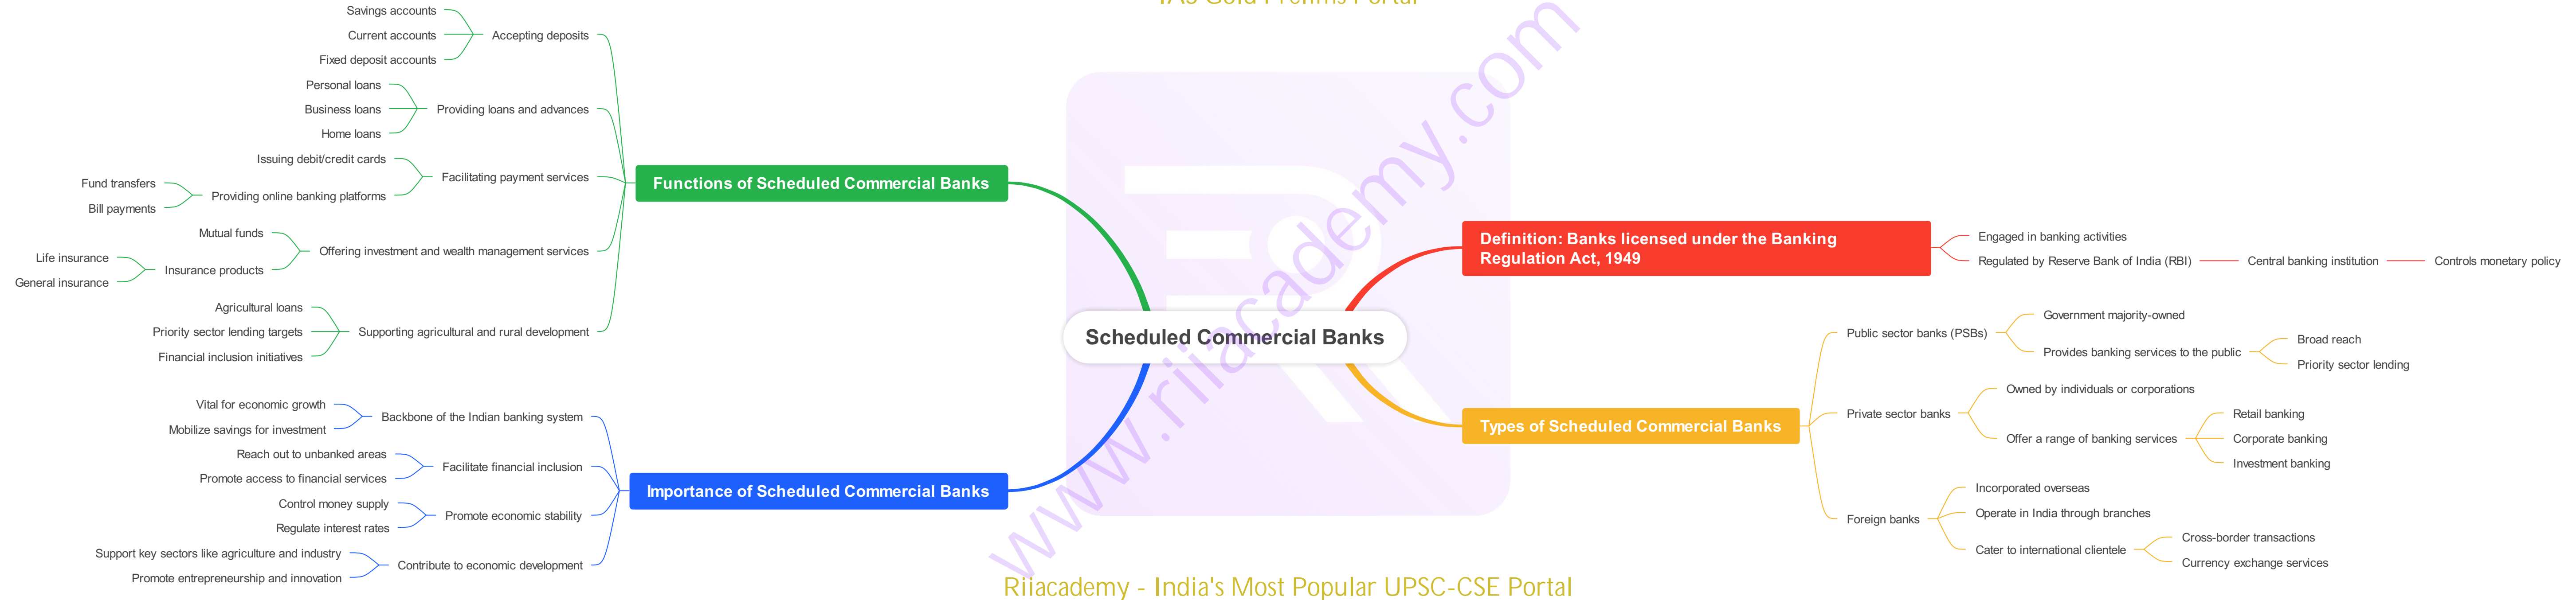 IAS Gold Prelims Portal
Savings accounts
Current accounts
Fixed deposit accounts
Accepting deposits
Personal loans
Business loans
Home loans
Providing loans and advances
Issuing debit/credit cards
Fund transfers
Bill payments
Providing online banking platforms
Facilitating payment services
Mutual funds
Life insurance
General insurance
Insurance products
Offering investment and wealth management services
Agricultural loans
Priority sector lending targets
Financial inclusion initiatives
Supporting agricultural and rural development
Functions of Scheduled Commercial Banks
Vital for economic growth
Mobilize savings for investment
Backbone of the Indian banking system
Reach out to unbanked areas
Promote access to financial services
Facilitate financial inclusion
Control money supply
Regulate interest rates
Promote economic stability
Support key sectors like agriculture and industry
Promote entrepreneurship and innovation
Contribute to economic development
Importance of Scheduled Commercial Banks
Scheduled Commercial Banks
www.riiacademy.com
Definition: Banks licensed under the Banking
Regulation Act, 1949
Engaged in banking activities
Regulated by Reserve Bank of India (RBI)
Central banking institution
Controls monetary policy
Types of Scheduled Commercial Banks
Public sector banks (PSBs)
Government majority-owned
Provides banking services to the public
Broad reach
Priority sector lending
Private sector banks
Owned by individuals or corporations
Offer a range of banking services
Retail banking
Corporate banking
Investment banking
Foreign banks
Incorporated overseas
Operate in India through branches
Cater to international clientele
Cross-border transactions
Currency exchange services
Riiacademy - India's Most Popular UPSC-CSE Portal